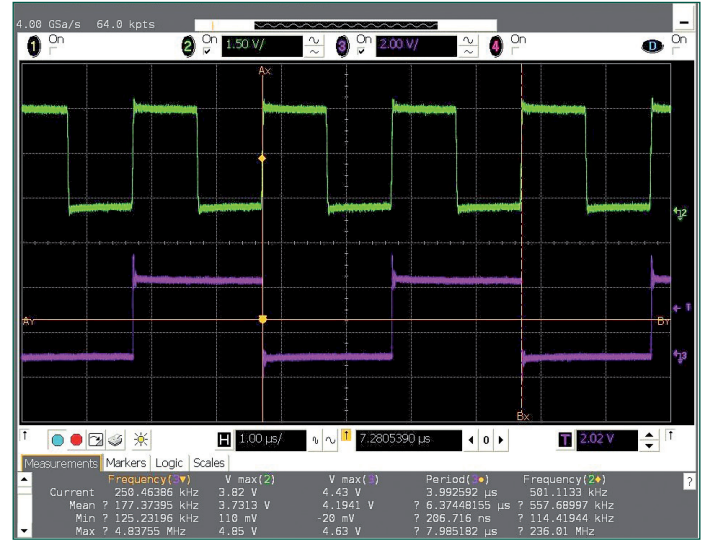 4.00 GSa/s 64.0 kpts
1 On 2 On 1.50 V/ 3 On 2.00 V/ 4 On D On
Ax
2
T
Ay By
3
Bx
H 1.00 µs/ 7.2805390 µs 0 T 2.02 V
Measurements Markers Logic Scales
Frequency(3▼) V max(2) V max(3) Period(3●) Frequency(2♦) ?
Current 250.46386 kHz 3.82 V 4.43 V 3.992592 µs 501.1133 kHz
Mean ? 177.37395 kHz 3.7313 V 4.1941 V ? 6.37448155 µs ? 557.68997 kHz
Min ? 125.23196 kHz 110 mV -20 mV ? 206.716 ns ? 114.41944 kHz
Max ? 4.83755 MHz 4.85 V 4.63 V ? 7.985182 µs ? 236.01 MHz